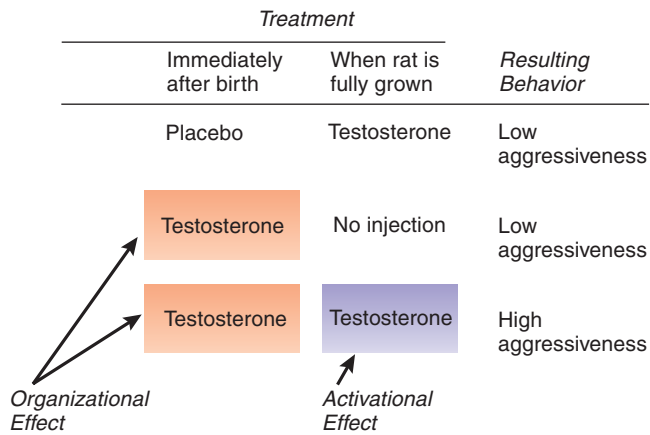 Treatment
Immediately after birth
When rat is fully grown
Resulting Behavior
Placebo
Testosterone
Low aggressiveness
Testosterone
No injection
Low aggressiveness
Testosterone
Testosterone
High aggressiveness
Organizational Effect
Activational Effect